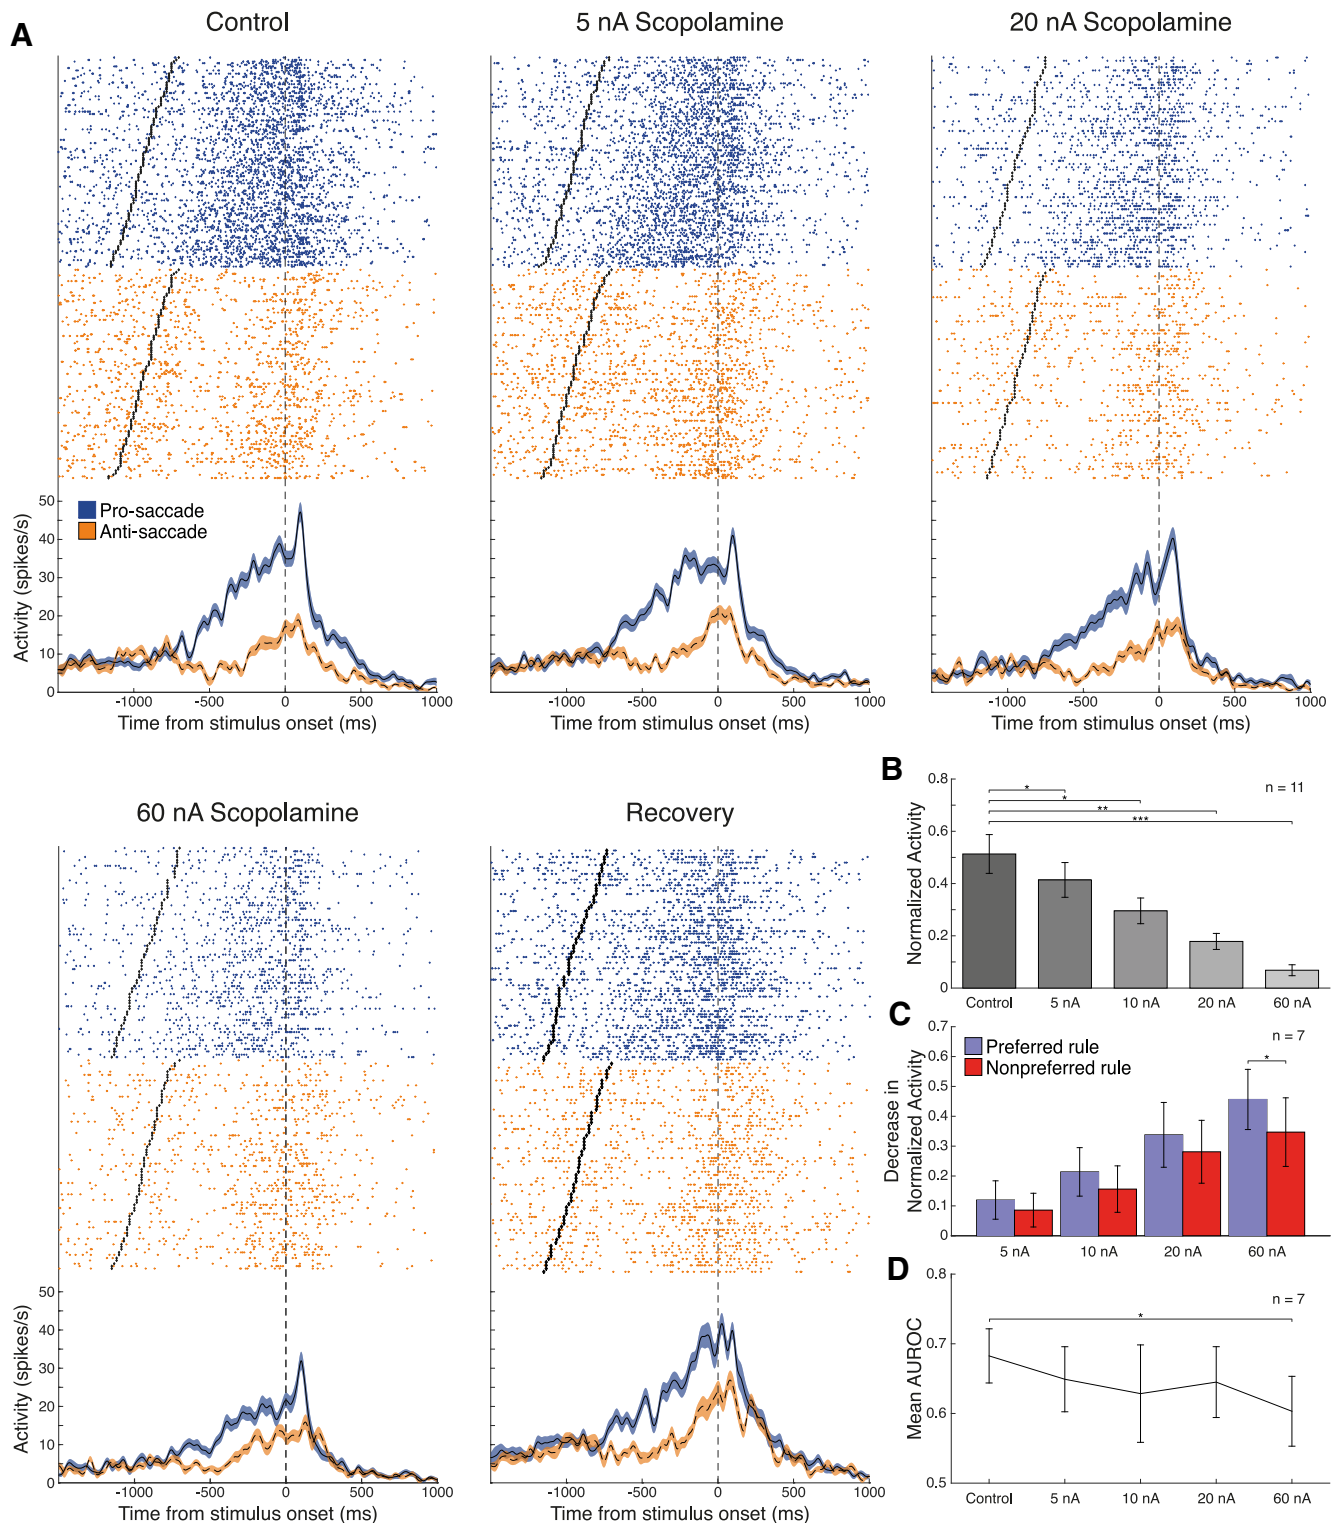 A
Control
5 nA Scopolamine
20 nA Scopolamine
Pro-saccade
Anti-saccade
Activity (spikes/s)
50
40
30
20
10
0
-1000 -500 0 500 1000
Time from stimulus onset (ms)
-1000 -500 0 500 1000
Time from stimulus onset (ms)
-1000 -500 0 500 1000
Time from stimulus onset (ms)
60 nA Scopolamine
Recovery
Activity (spikes/s)
50
40
30
20
10
0
-1000 -500 0 500 1000
Time from stimulus onset (ms)
-1000 -500 0 500 1000
Time from stimulus onset (ms)
B
Normalized Activity
0.8
0.6
0.4
0.2
0
n = 11
*
*
**
***
Control 5 nA 10 nA 20 nA 60 nA
C
Decrease in
Normalized Activity
0.7
0.6
0.5
0.4
0.3
0.2
0.1
0
Preferred rule
Nonpreferred rule
n = 7
*
5 nA 10 nA 20 nA 60 nA
D
Mean AUROC
0.8
0.7
0.6
0.5
n = 7
*
Control 5 nA 10 nA 20 nA 60 nA